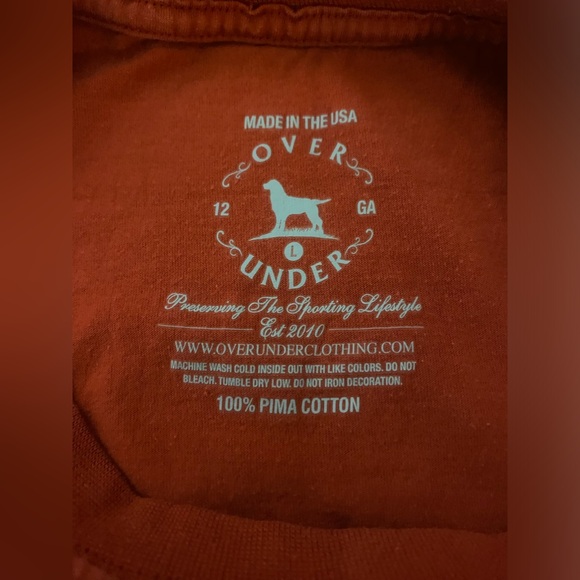 MADE IN THE USA
OVER
12 GA
L
UNDER
Preserving The Sporting Lifestyle
Est 2010
WWW.OVERUNDERCLOTHING.COM
MACHINE WASH COLD INSIDE OUT WITH LIKE COLORS. DO NOT
BLEACH. TUMBLE DRY LOW. DO NOT IRON DECORATION.
100% PIMA COTTON